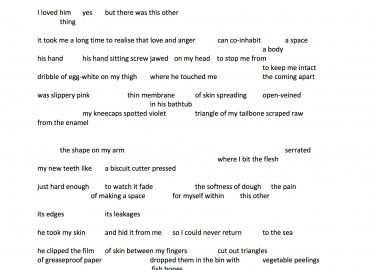 I loved him yes but there was this other
thing
it took me a long time to realise that love and anger can co-inhabit a space
a body
his hand his hand sitting screw jawed on my head to stop me from
to keep me intact
dribble of egg-white on my thigh where he touched me the coming apart
was slippery pink thin membrane of skin spreading open-veined
in his bathtub
my kneecaps spotted violet triangle of my tailbone scraped raw
from the enamel
the shape on my arm serrated
where I bit the flesh
my new teeth like a biscuit cutter pressed
just hard enough to watch it fade the softness of dough the pain
of making a space for myself within this other
its edges its leakages
he took my skin and hid it from me so I could never return to the sea
he clipped the film of skin between my fingers cut out triangles
of greaseproof paper dropped them in the bin with vegetable peelings
fish bones